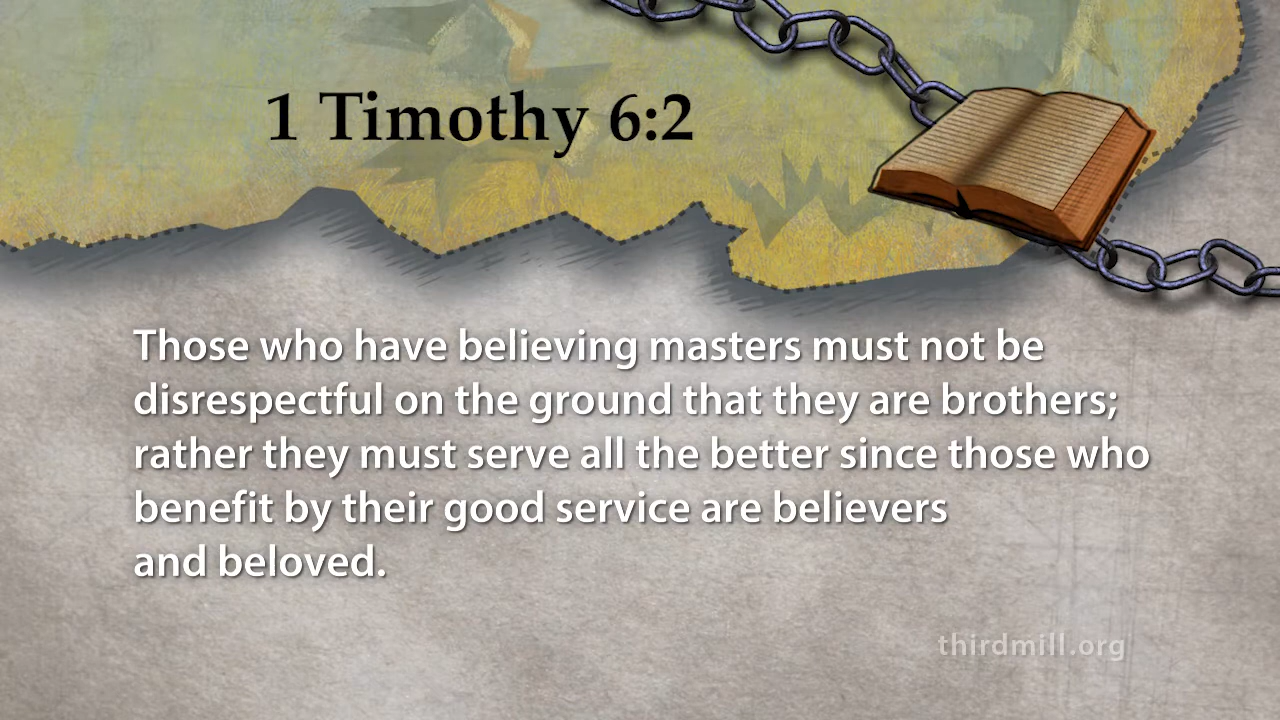 1 Timothy 6:2
Those who have believing masters must not be
disrespectful on the ground that they are brothers;
rather they must serve all the better since those who
benefit by their good service are believers
and beloved.
thirdmill.org